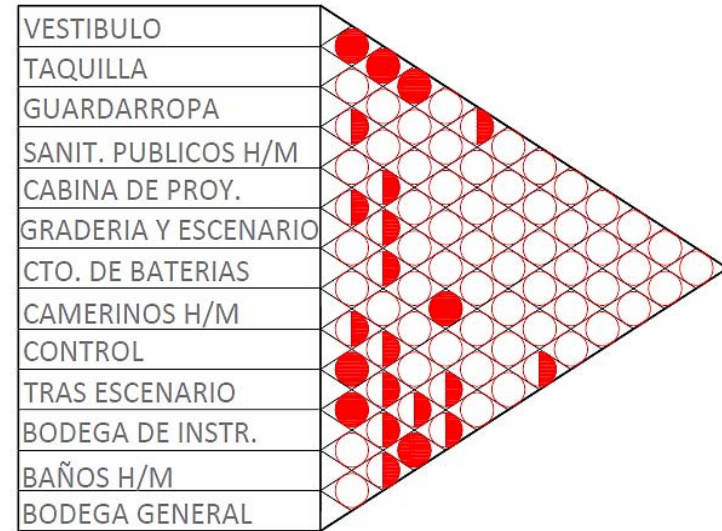 VESTIBULO
TAQUILLA
GUARDARROPA
SANIT. PUBLICOS H/M
CABINA DE PROY.
GRADERIA Y ESCENARIO
CTO. DE BATERIAS
CAMERINOS H/M
CONTROL
TRAS ESCENARIO
BODEGA DE INSTR.
BAÑOS H/M
BODEGA GENERAL